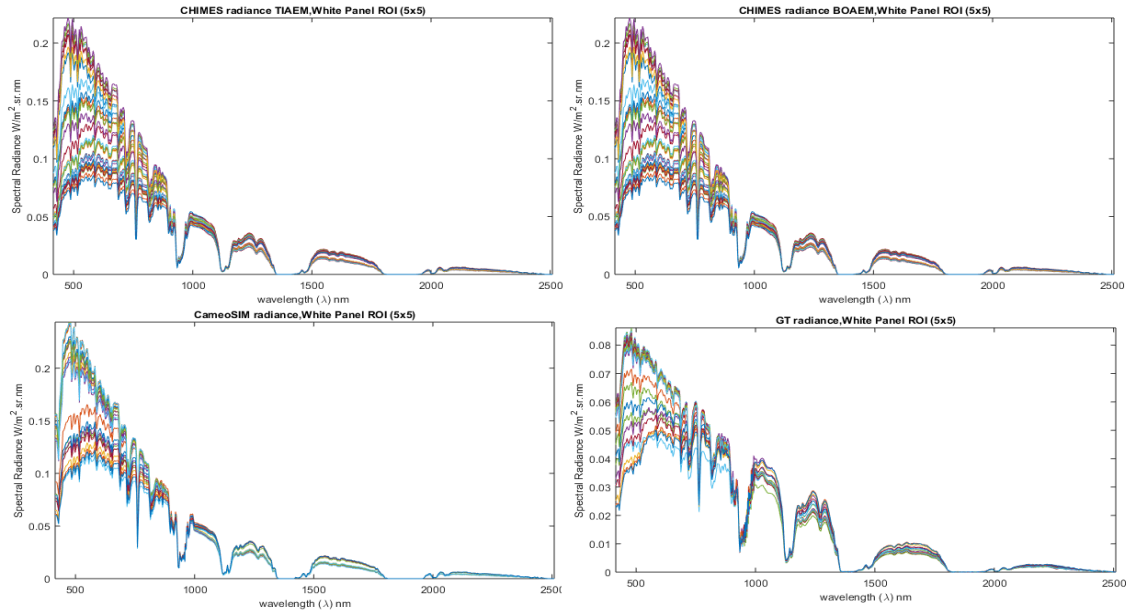 CHIMES radiance TIAEM,White Panel ROI (5x5)
Spectral Radiance W/m².sr.nm
0.2
0.15
0.1
0.05
0
500 1000 1500 2000 2500
wavelength (λ) nm
CHIMES radiance BOAEM,White Panel ROI (5x5)
Spectral Radiance W/m².sr.nm
0.2
0.15
0.1
0.05
0
500 1000 1500 2000 2500
wavelength (λ) nm
CameoSIM radiance,White Panel ROI (5x5)
Spectral Radiance W/m².sr.nm
0.2
0.15
0.1
0.05
0
500 1000 1500 2000 2500
wavelength (λ) nm
GT radiance,White Panel ROI (5x5)
Spectral Radiance W/m².sr.nm
0.08
0.07
0.06
0.05
0.04
0.03
0.02
0.01
0
500 1000 1500 2000 2500
wavelength (λ) nm